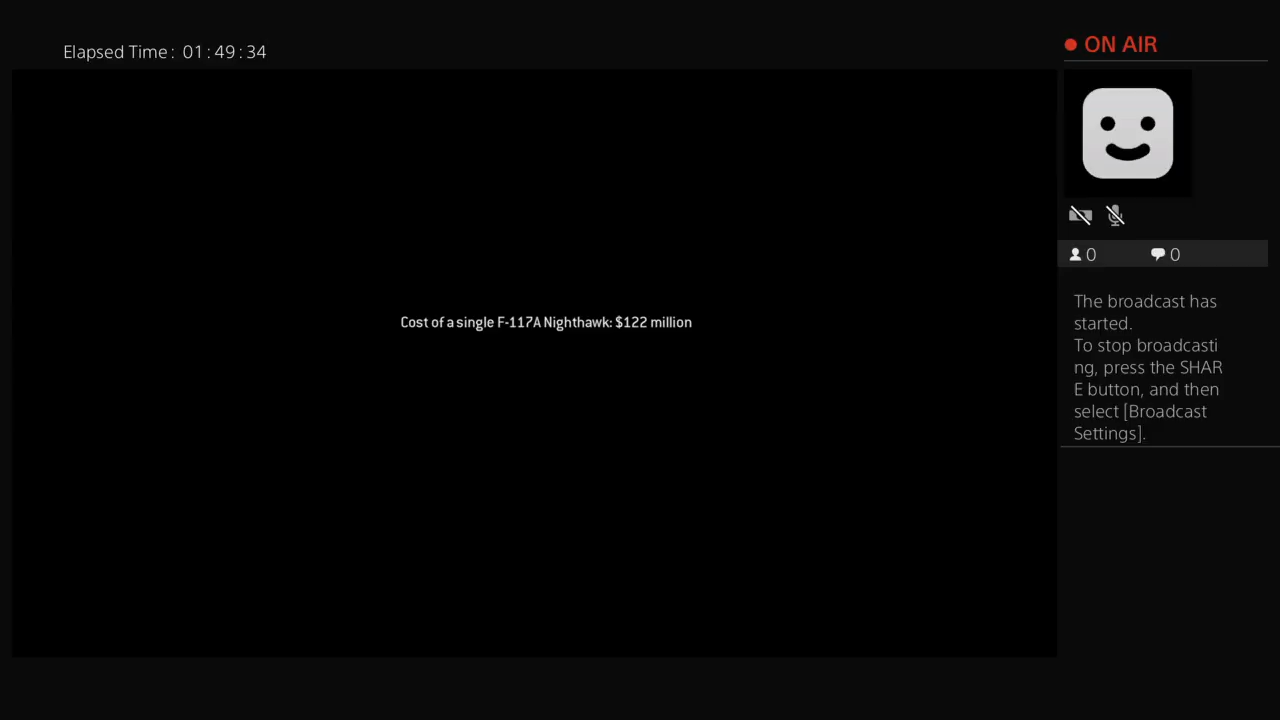 Elapsed Time: 01:49:34
ON AIR
0 0
Cost of a single F-117A Nighthawk: $122 million
The broadcast has
started.
To stop broadcasti
ng, press the SHAR
E button, and then
select [Broadcast
Settings].